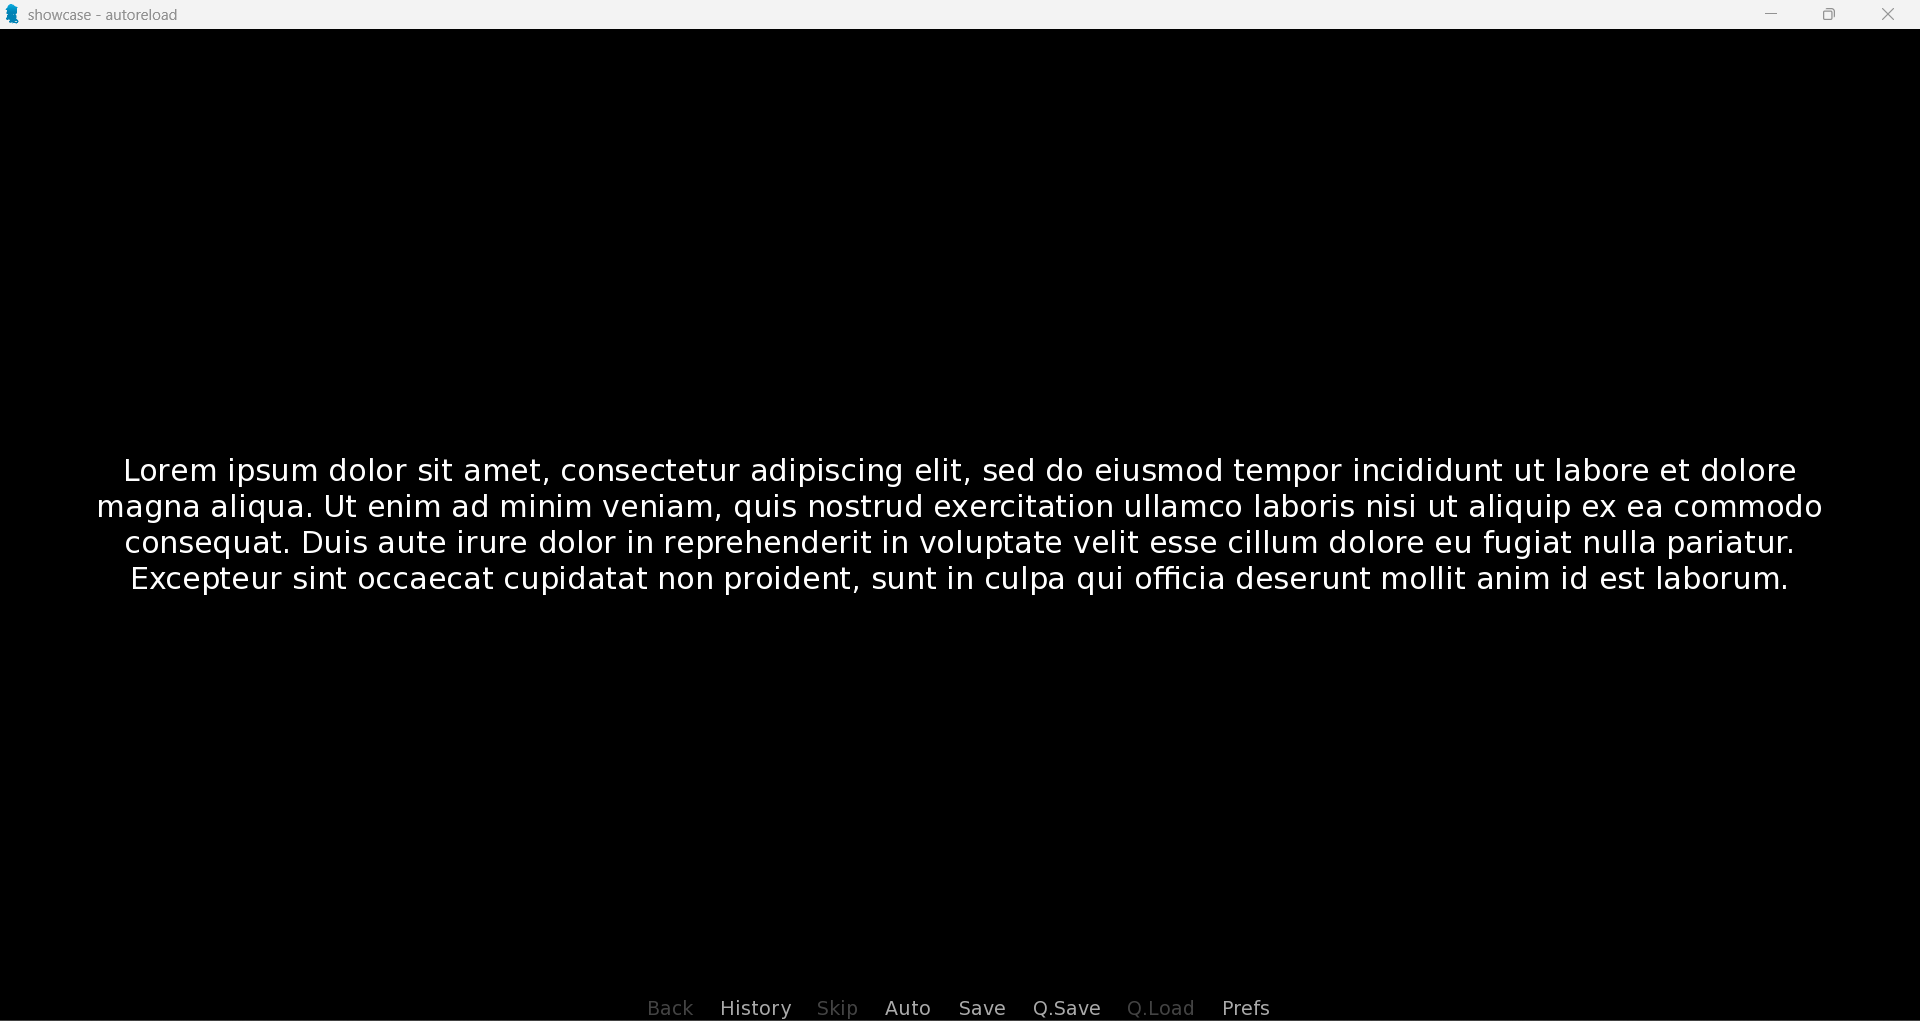 showcase - autoreload
Lorem ipsum dolor sit amet, consectetur adipiscing elit, sed do eiusmod tempor incididunt ut labore et dolore
magna aliqua. Ut enim ad minim veniam, quis nostrud exercitation ullamco laboris nisi ut aliquip ex ea commodo
consequat. Duis aute irure dolor in reprehenderit in voluptate velit esse cillum dolore eu fugiat nulla pariatur.
Excepteur sint occaecat cupidatat non proident, sunt in culpa qui officia deserunt mollit anim id est laborum.
Back History Skip Auto Save Q.Save Q.Load Prefs